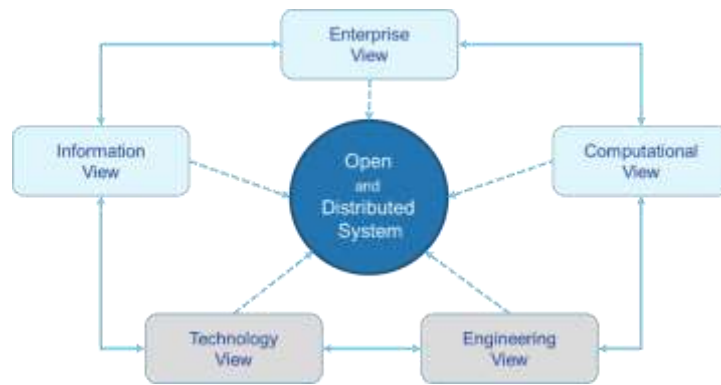 Enterprise
View
Information
View
Open
and
Distributed
System
Computational
View
Technology
View
Engineering
View